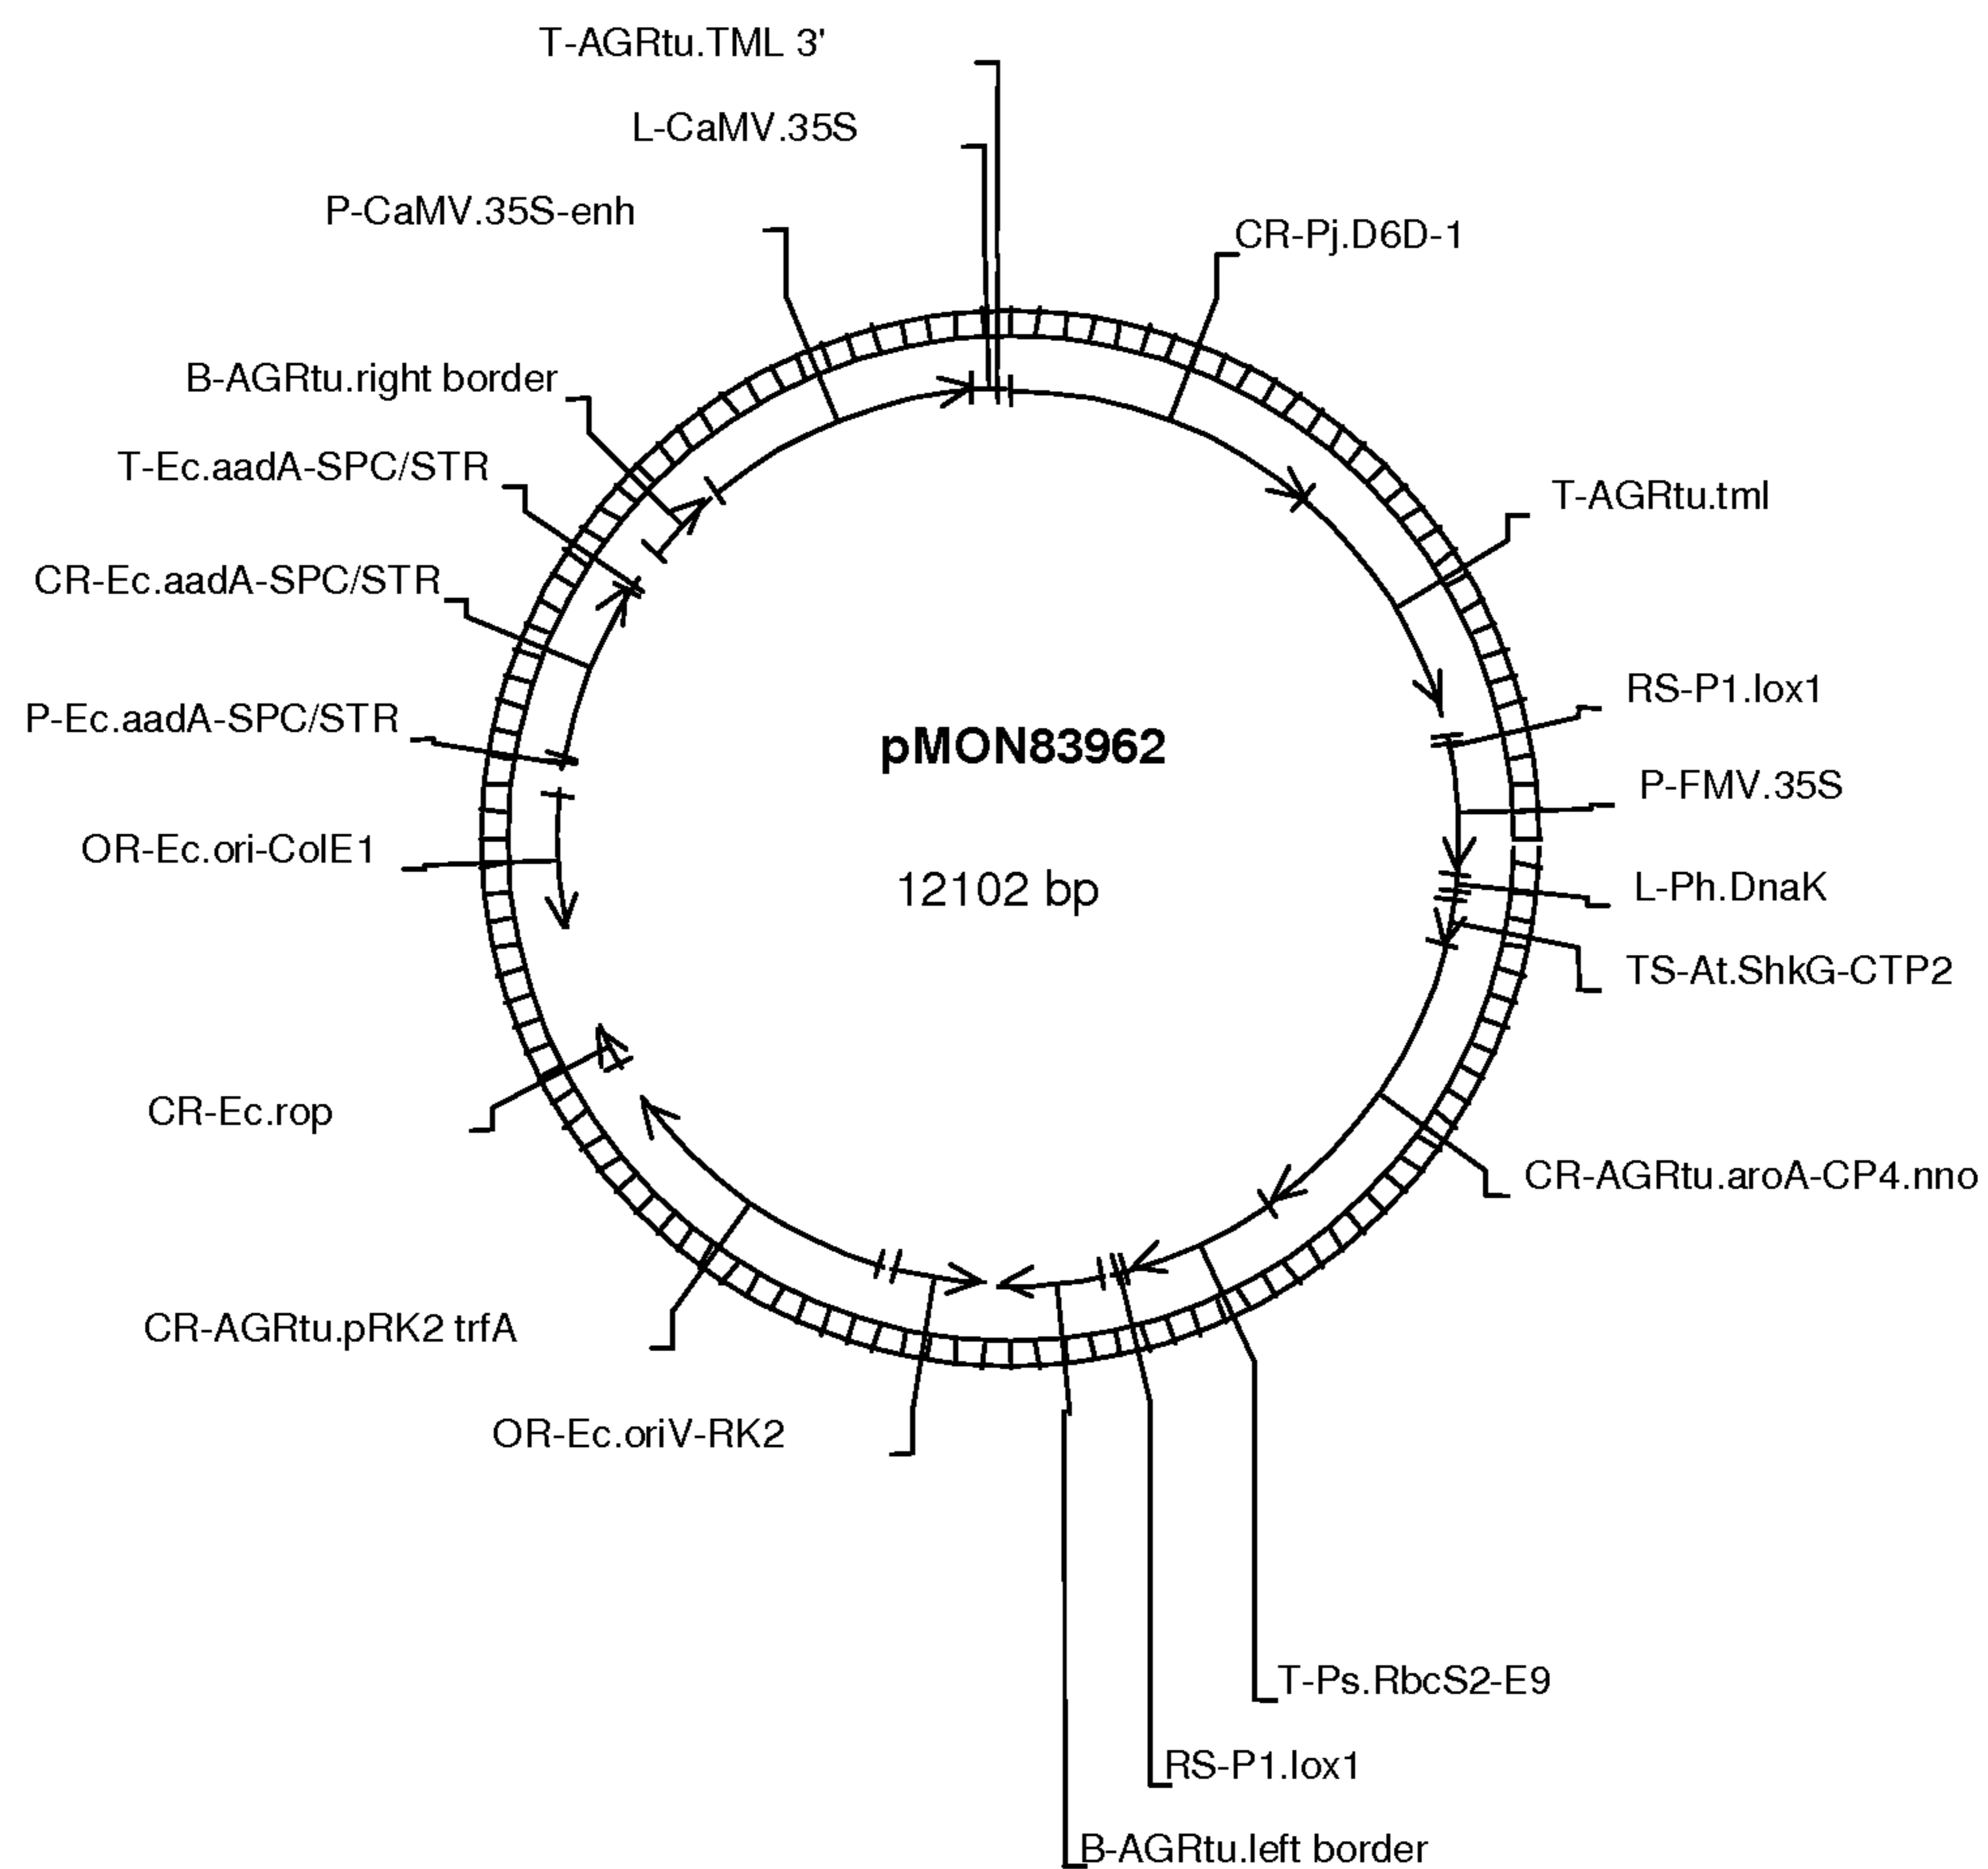 T-AGRtu.TML 3'
L-CaMV.35S
P-CaMV.35S-enh
CR-Pj.D6D-1
B-AGRtu.right border
T-Ec.aadA-SPC/STR
T-AGRtu.tml
CR-Ec.aadA-SPC/STR
RS-P1.lox1
P-Ec.aadA-SPC/STR
pMON83962
P-FMV.35S
OR-Ec.ori-ColE1
12102 bp
L-Ph.DnaK
TS-At.ShkG-CTP2
CR-Ec.rop
CR-AGRtu.aroA-CP4.nno
CR-AGRtu.pRK2 trfA
OR-Ec.oriV-RK2
T-Ps.RbcS2-E9
RS-P1.lox1
B-AGRtu.left border